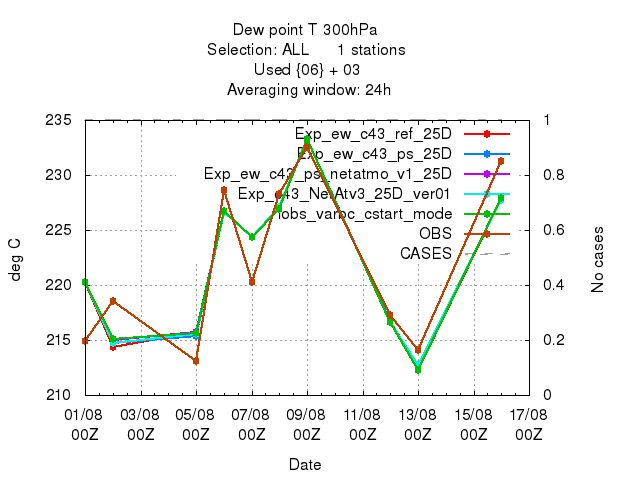 Dew point T 300hPa
Selection: ALL 1 stations
Used {06} + 03
Averaging window: 24h
235 1
Exp_ew_c43_ref_25D
Exp_ew_c43_ps_25D
230 0.8
Exp_ew_c43_ps_netatmo_v1_25D
Exp_c43_NetAtv3_25D_ver01
iobs_varbc_cstart_mode
225 0.6
OBS
CASES
220 0.4
215 0.2
210 0
deg C
No cases
01/08 03/08 05/08 07/08 09/08 11/08 13/08 15/08 17/08
00Z 00Z 00Z 00Z 00Z 00Z 00Z 00Z 00Z
Date